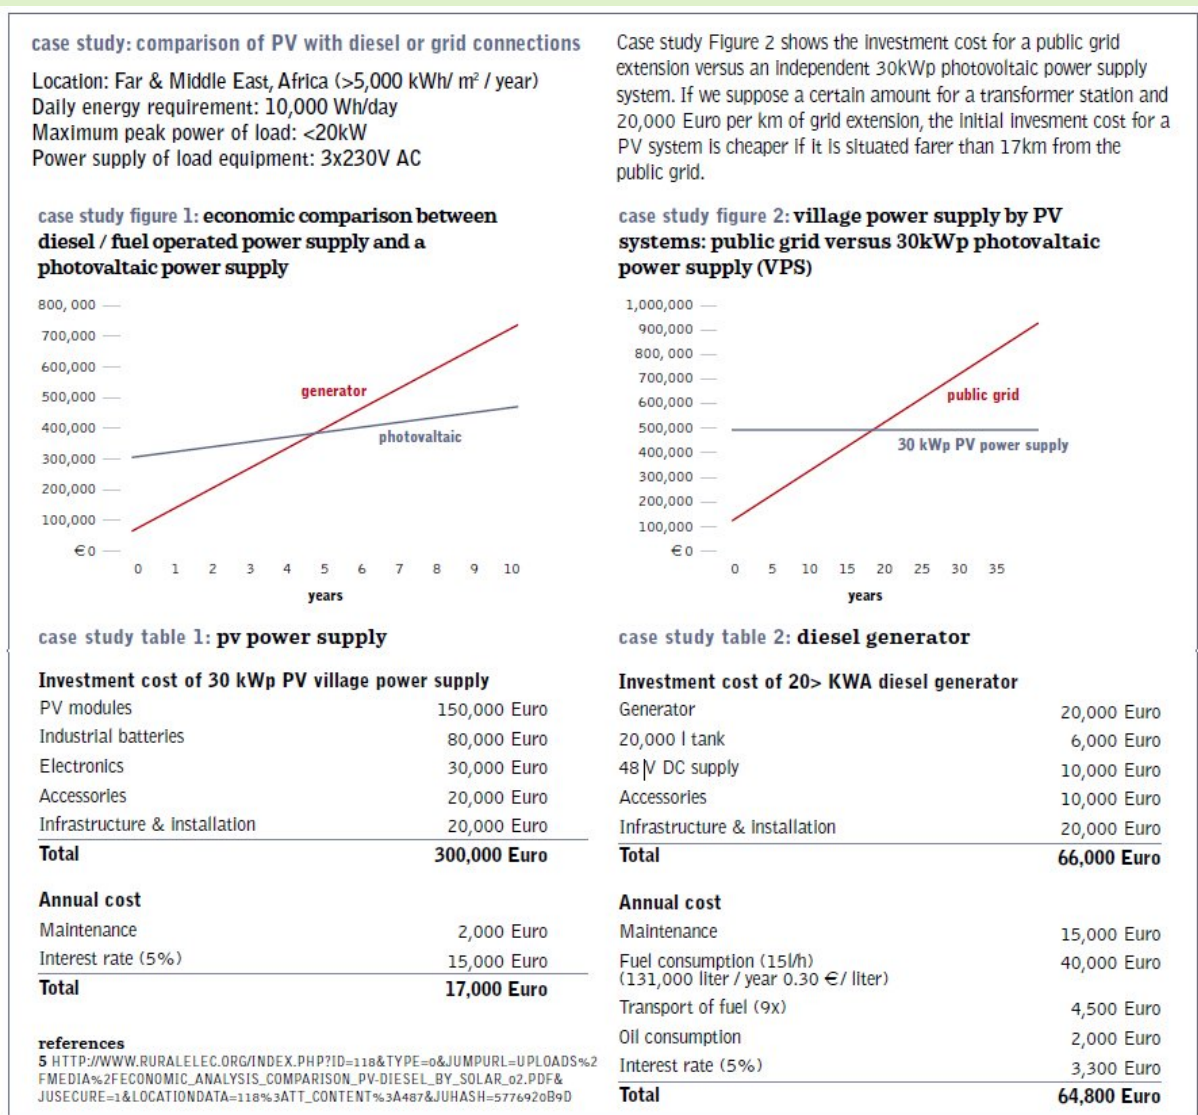 case study: comparison of PV with diesel or grid connections
Location: Far & Middle East, Africa (>5,000 kWh/ m² / year)
Daily energy requirement: 10,000 Wh/day
Maximum peak power of load: <20kW
Power supply of load equipment: 3x230V AC
Case study Figure 2 shows the investment cost for a public grid
extension versus an independent 30kWp photovoltaic power supply
system. If we suppose a certain amount for a transformer station and
20,000 Euro per km of grid extension, the initial invesment cost for a
PV system is cheaper if it is situated farer than 17km from the
public grid.
case study figure 1: economic comparison between
diesel / fuel operated power supply and a
photovaltaic power supply
800, 000
700,000
600,000
500,000
400,000
300,000
200,000
100,000
€0
generator
photovaltaic
0 1 2 3 4 5 6 7 8 9 10
years
case study figure 2: village power supply by PV
systems: public grid versus 30kWp photovaltaic
power supply (VPS)
1,000,000
900,000
800, 000
700,000
600,000
500,000
400,000
300,000
200,000
100,000
€0
public grid
30 kWp PV power supply
0 5 10 15 20 25 30 35
years
case study table 1: pv power supply
Investment cost of 30 kWp PV village power supply
PV modules 150,000 Euro
Industrial batteries 80,000 Euro
Electronics 30,000 Euro
Accessories 20,000 Euro
Infrastructure & installation 20,000 Euro
Total 300,000 Euro
Annual cost
Maintenance 2,000 Euro
Interest rate (5%) 15,000 Euro
Total 17,000 Euro
references
5 HTTP://WWW.RURALELEC.ORG/INDEX.PHP?ID=118&TYPE=0&JUMPURL=UPLOADS%2
FMEDIA%2FECONOMIC_ANALYSIS_COMPARISON_PV-DIESEL_BY_SOLAR_02.PDF&
JUSECURE=1&LOCATIONDATA=118%3ATT_CONTENT%3A487&JUHASH=5776920B9D
case study table 2: diesel generator
Investment cost of 20> KWA diesel generator
Generator 20,000 Euro
20,000 l tank 6,000 Euro
48 V DC supply 10,000 Euro
Accessories 10,000 Euro
Infrastructure & installation 20,000 Euro
Total 66,000 Euro
Annual cost
Maintenance 15,000 Euro
Fuel consumption (15l/h) 40,000 Euro
(131,000 liter / year 0.30 €/ liter)
Transport of fuel (9x) 4,500 Euro
Oil consumption 2,000 Euro
Interest rate (5%) 3,300 Euro
Total 64,800 Euro